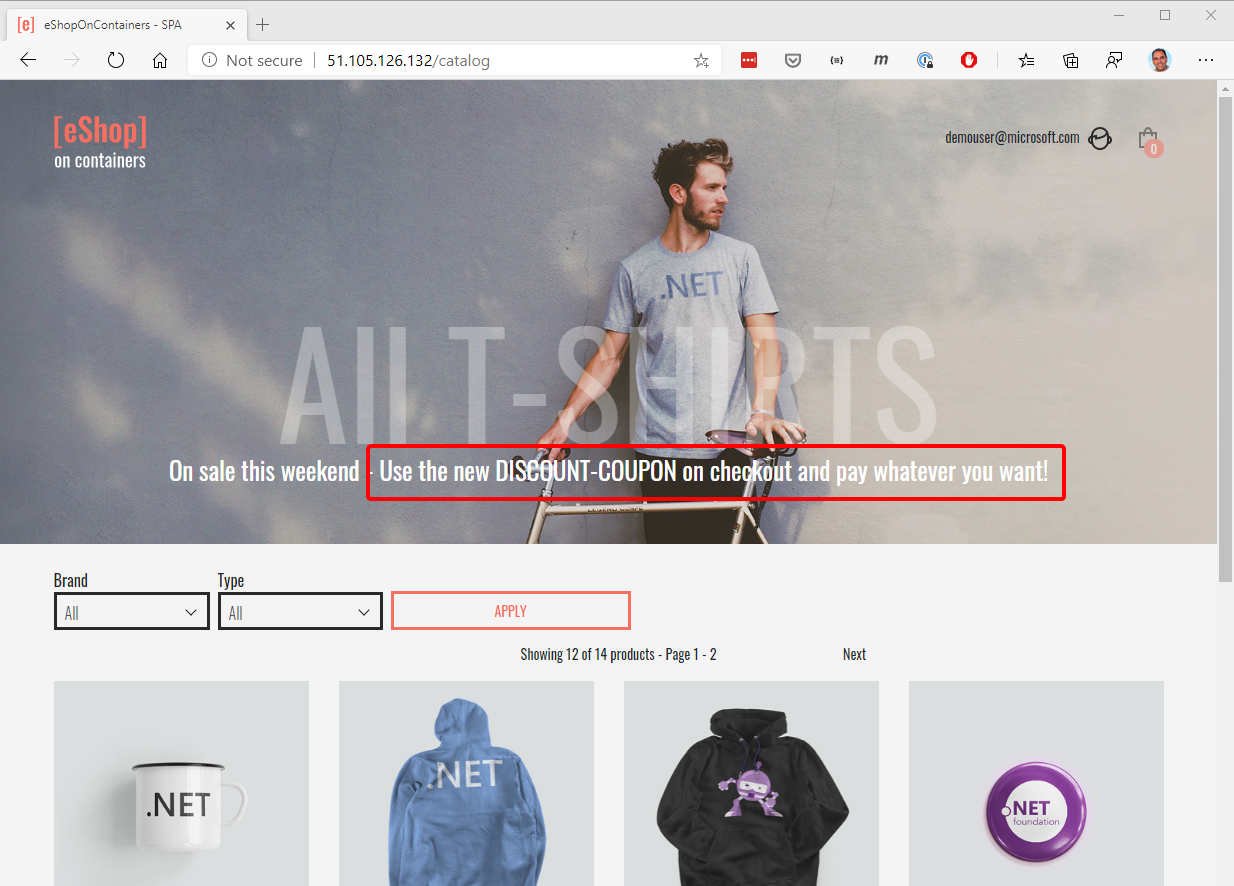 [e] eShopOnContainers - SPA
Not secure | 51.105.126.132/catalog
[eShop]
on containers
demouser@microsoft.com
0
.NET
All T-SHIRTS
On sale this weekend - Use the new DISCOUNT-COUPON on checkout and pay whatever you want!
Brand
Type
All
All
APPLY
Showing 12 of 14 products - Page 1 - 2
Next
.NET
.NET
.NET
foundation